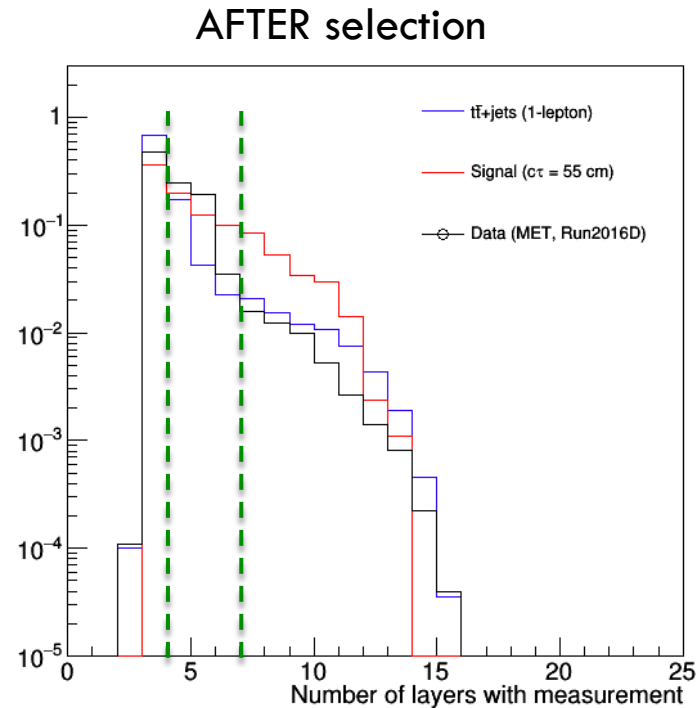 AFTER selection
1
10⁻¹
10⁻²
10⁻³
10⁻⁴
10⁻⁵
tt̄+jets (1-lepton)
Signal (cτ = 55 cm)
Data (MET, Run2016D)
0 5 10 15 20 25
Number of layers with measurement